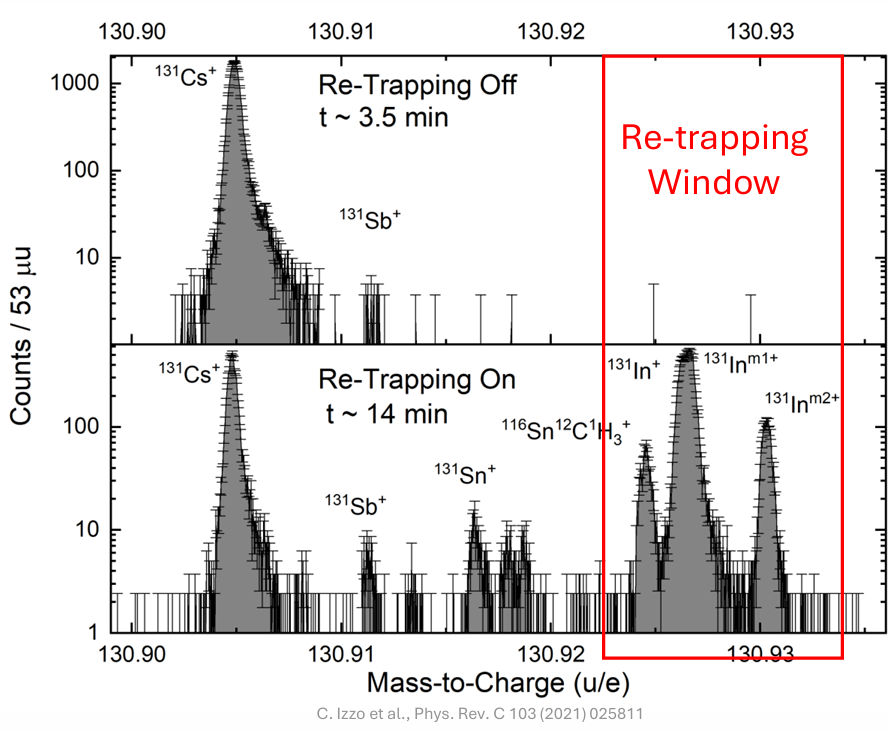 130.90 130.91 130.92 130.93
1000
100
10
¹³¹Cs⁺
Re-Trapping Off
t ~ 3.5 min
¹³¹Sb⁺
Re-trapping
Window
Counts / 53 μu
100
10
1
¹³¹Cs⁺
Re-Trapping On
t ~ 14 min
¹³¹Sb⁺
¹³¹Sn⁺
¹¹⁶Sn¹²C¹H₃⁺
¹³¹In⁺
¹³¹Inᵐ¹⁺
¹³¹Inᵐ²⁺
130.90 130.91 130.92 130.93
Mass-to-Charge (u/e)
C. Izzo et al., Phys. Rev. C 103 (2021) 025811